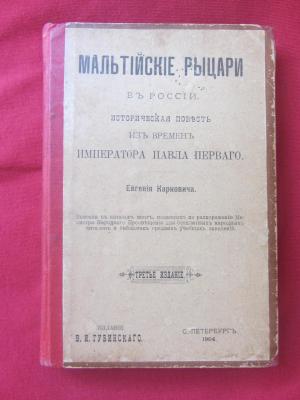 МАЛЬТІЙСКІЕ РЫЦАРИ
ВЪ РОССІИ.
ИСТОРИЧЕСКАЯ ПОВѢСТЬ
ИЗЪ ВРЕМЕНЪ
ИМПЕРАТОРА ПАВЛА ПЕРВАГО.
Евгенія Карновича.
ТРЕТЬЕ ИЗДАНІЕ
ИЗДАНІЕ
В. И. ГУБИНСКАГО.
С.-ПЕТЕРБУРГЪ.
1904.